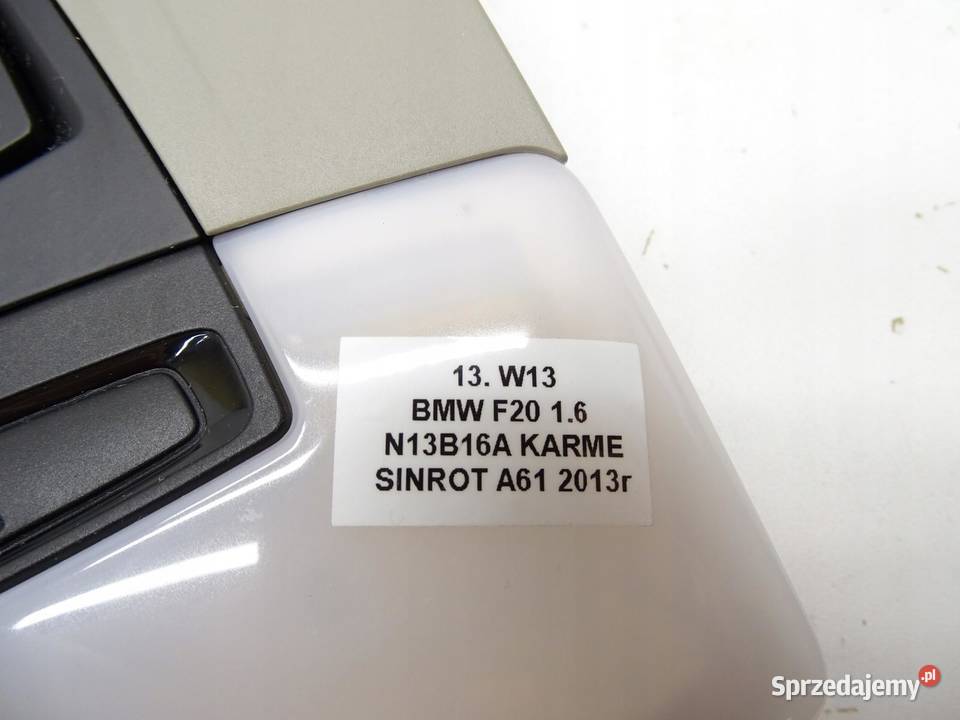 13. W13
BMW F20 1.6
N13B16A KARME
SINROT A61 2013r
Sprzedajemy.pl